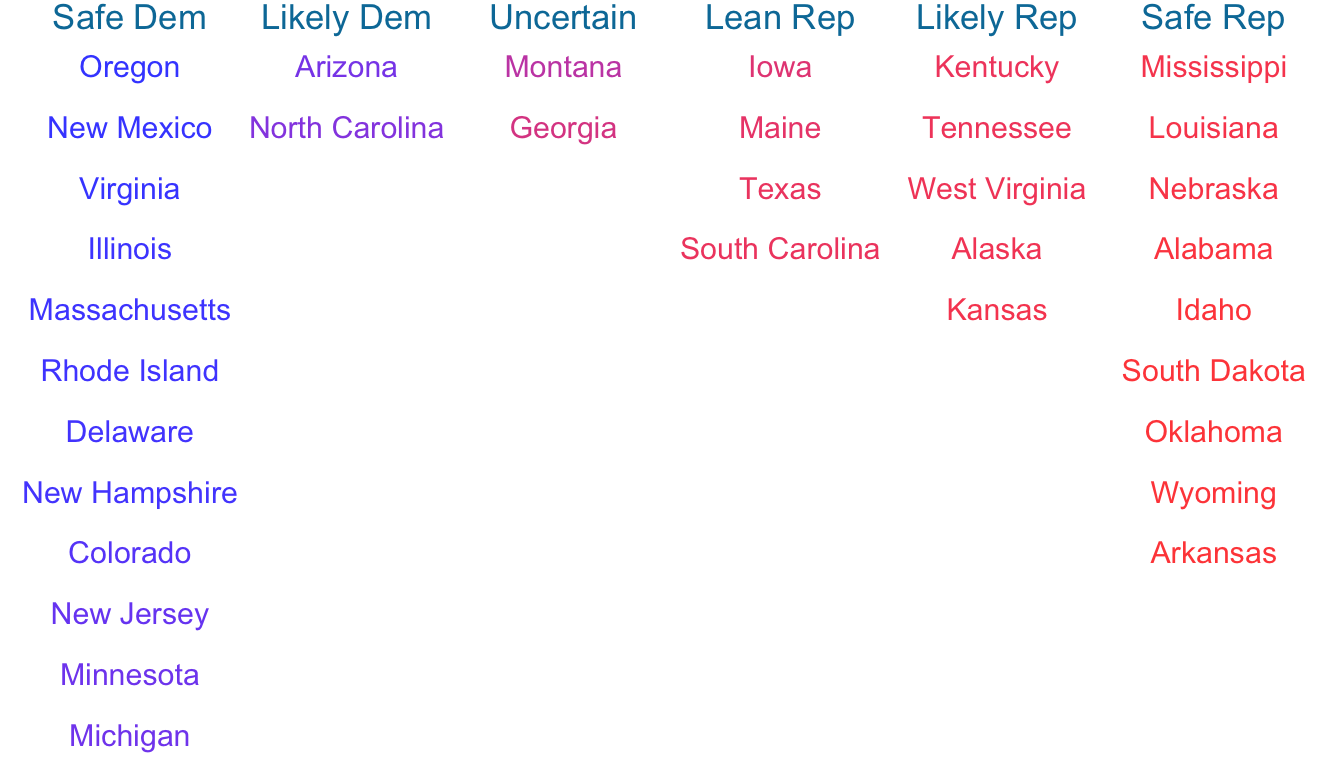 Safe Dem Likely Dem Uncertain Lean Rep Likely Rep Safe Rep
Oregon Arizona Montana Iowa Kentucky Mississippi
New Mexico North Carolina Georgia Maine Tennessee Louisiana
Virginia Texas West Virginia Nebraska
Illinois South Carolina Alaska Alabama
Massachusetts Kansas Idaho
Rhode Island South Dakota
Delaware Oklahoma
New Hampshire Wyoming
Colorado Arkansas
New Jersey
Minnesota
Michigan